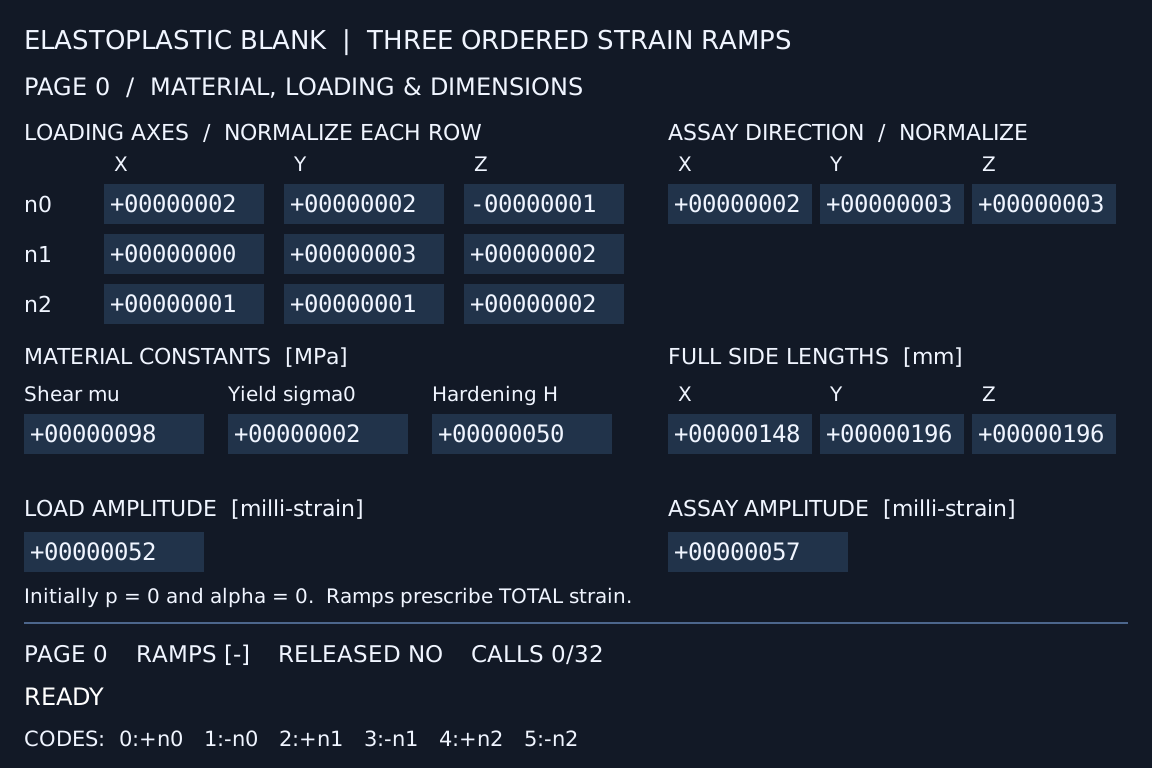 ELASTOPLASTIC BLANK | THREE ORDERED STRAIN RAMPS
PAGE 0 / MATERIAL, LOADING & DIMENSIONS
LOADING AXES / NORMALIZE EACH ROW
X Y Z
n0 +00000002 +00000002 -00000001
n1 +00000000 +00000003 +00000002
n2 +00000001 +00000001 +00000002
ASSAY DIRECTION / NORMALIZE
X Y Z
+00000002 +00000003 +00000003
MATERIAL CONSTANTS [MPa]
Shear mu Yield sigma0 Hardening H
+00000098 +00000002 +00000050
FULL SIDE LENGTHS [mm]
X Y Z
+00000148 +00000196 +00000196
LOAD AMPLITUDE [milli-strain]
+00000052
ASSAY AMPLITUDE [milli-strain]
+00000057
Initially p = 0 and alpha = 0. Ramps prescribe TOTAL strain.
PAGE 0 RAMPS [-] RELEASED NO CALLS 0/32
READY
CODES: 0:+n0 1:-n0 2:+n1 3:-n1 4:+n2 5:-n2